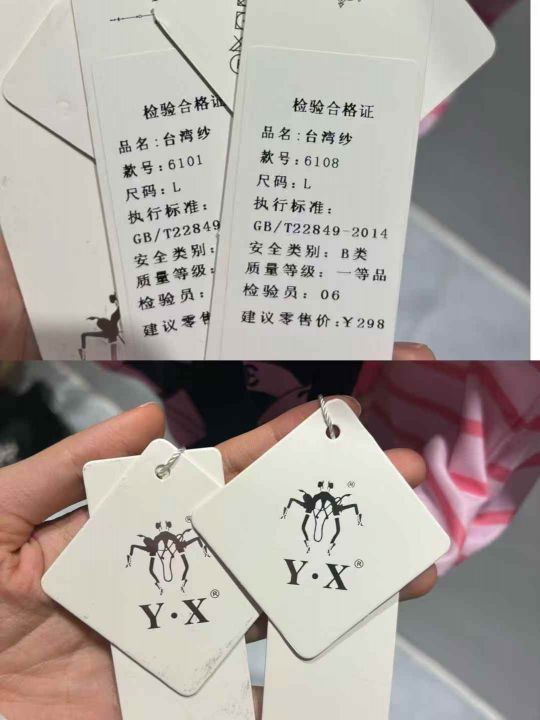 检验合格证
品名:台湾纱
款号:6101
尺码:L
执行标准:
GB/T22849
安全类别:
质量等级:
检验员:
建议零售
检验合格证
品名:台湾纱
款号:6108
尺码:L
执行标准:
GB/T22849-2014
安全类别: B类
质量等级: 一等品
检验员: 06
建议零售价:¥298
®
Y·X®
®
Y·X®